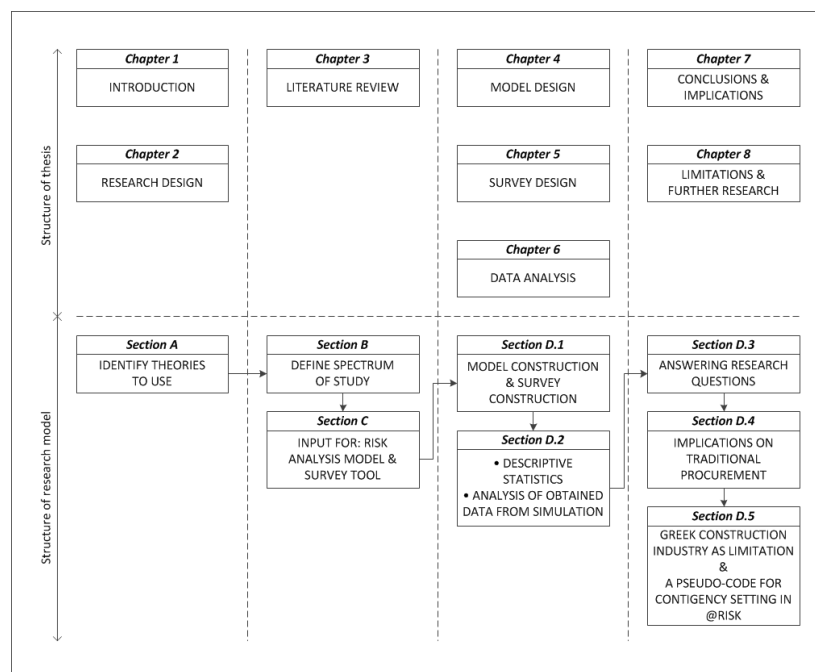 Structure of thesis
Chapter 1
INTRODUCTION
Chapter 2
RESEARCH DESIGN
Chapter 3
LITERATURE REVIEW
Chapter 4
MODEL DESIGN
Chapter 5
SURVEY DESIGN
Chapter 6
DATA ANALYSIS
Chapter 7
CONCLUSIONS &
IMPLICATIONS
Chapter 8
LIMITATIONS &
FURTHER RESEARCH
Structure of research model
Section A
IDENTIFY THEORIES
TO USE
Section B
DEFINE SPECTRUM
OF STUDY
Section C
INPUT FOR: RISK
ANALYSIS MODEL &
SURVEY TOOL
Section D.1
MODEL CONSTRUCTION
& SURVEY
CONSTRUCTION
Section D.2
• DESCRIPTIVE
STATISTICS
• ANALYSIS OF OBTAINED
DATA FROM SIMULATION
Section D.3
ANSWERING RESEARCH
QUESTIONS
Section D.4
IMPLICATIONS ON
TRADITIONAL
PROCUREMENT
Section D.5
GREEK CONSTRUCTION
INDUSTRY AS LIMITATION
&
A PSEUDO-CODE FOR
CONTIGENCY SETTING IN
@RISK